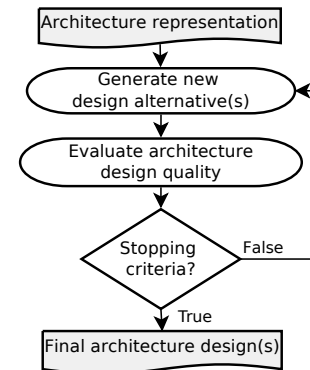 Architecture representation
Generate new
design alternative(s)
Evaluate architecture
design quality
Stopping
criteria?
False
True
Final architecture design(s)